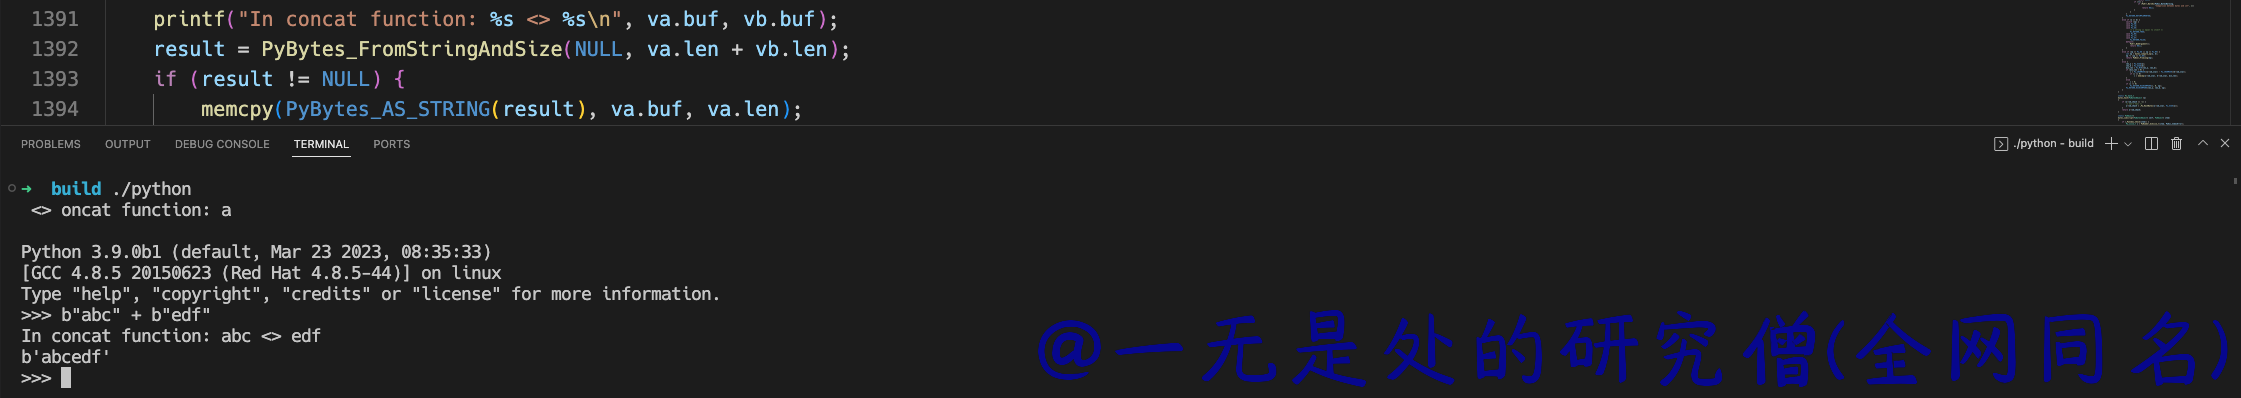 1391 printf("In concat function: %s <> %s\n", va.buf, vb.buf);
1392 result = PyBytes_FromStringAndSize(NULL, va.len + vb.len);
1393 if (result != NULL) {
1394 memcpy(PyBytes_AS_STRING(result), va.buf, va.len);
PROBLEMS OUTPUT DEBUG CONSOLE TERMINAL PORTS ./python - build
→ build ./python
<> oncat function: a
Python 3.9.0b1 (default, Mar 23 2023, 08:35:33)
[GCC 4.8.5 20150623 (Red Hat 4.8.5-44)] on linux
Type "help", "copyright", "credits" or "license" for more information.
>>> b"abc" + b"edf"
In concat function: abc <> edf
b'abcedf'
>>>
@一无是处的研究僧(全网同名)